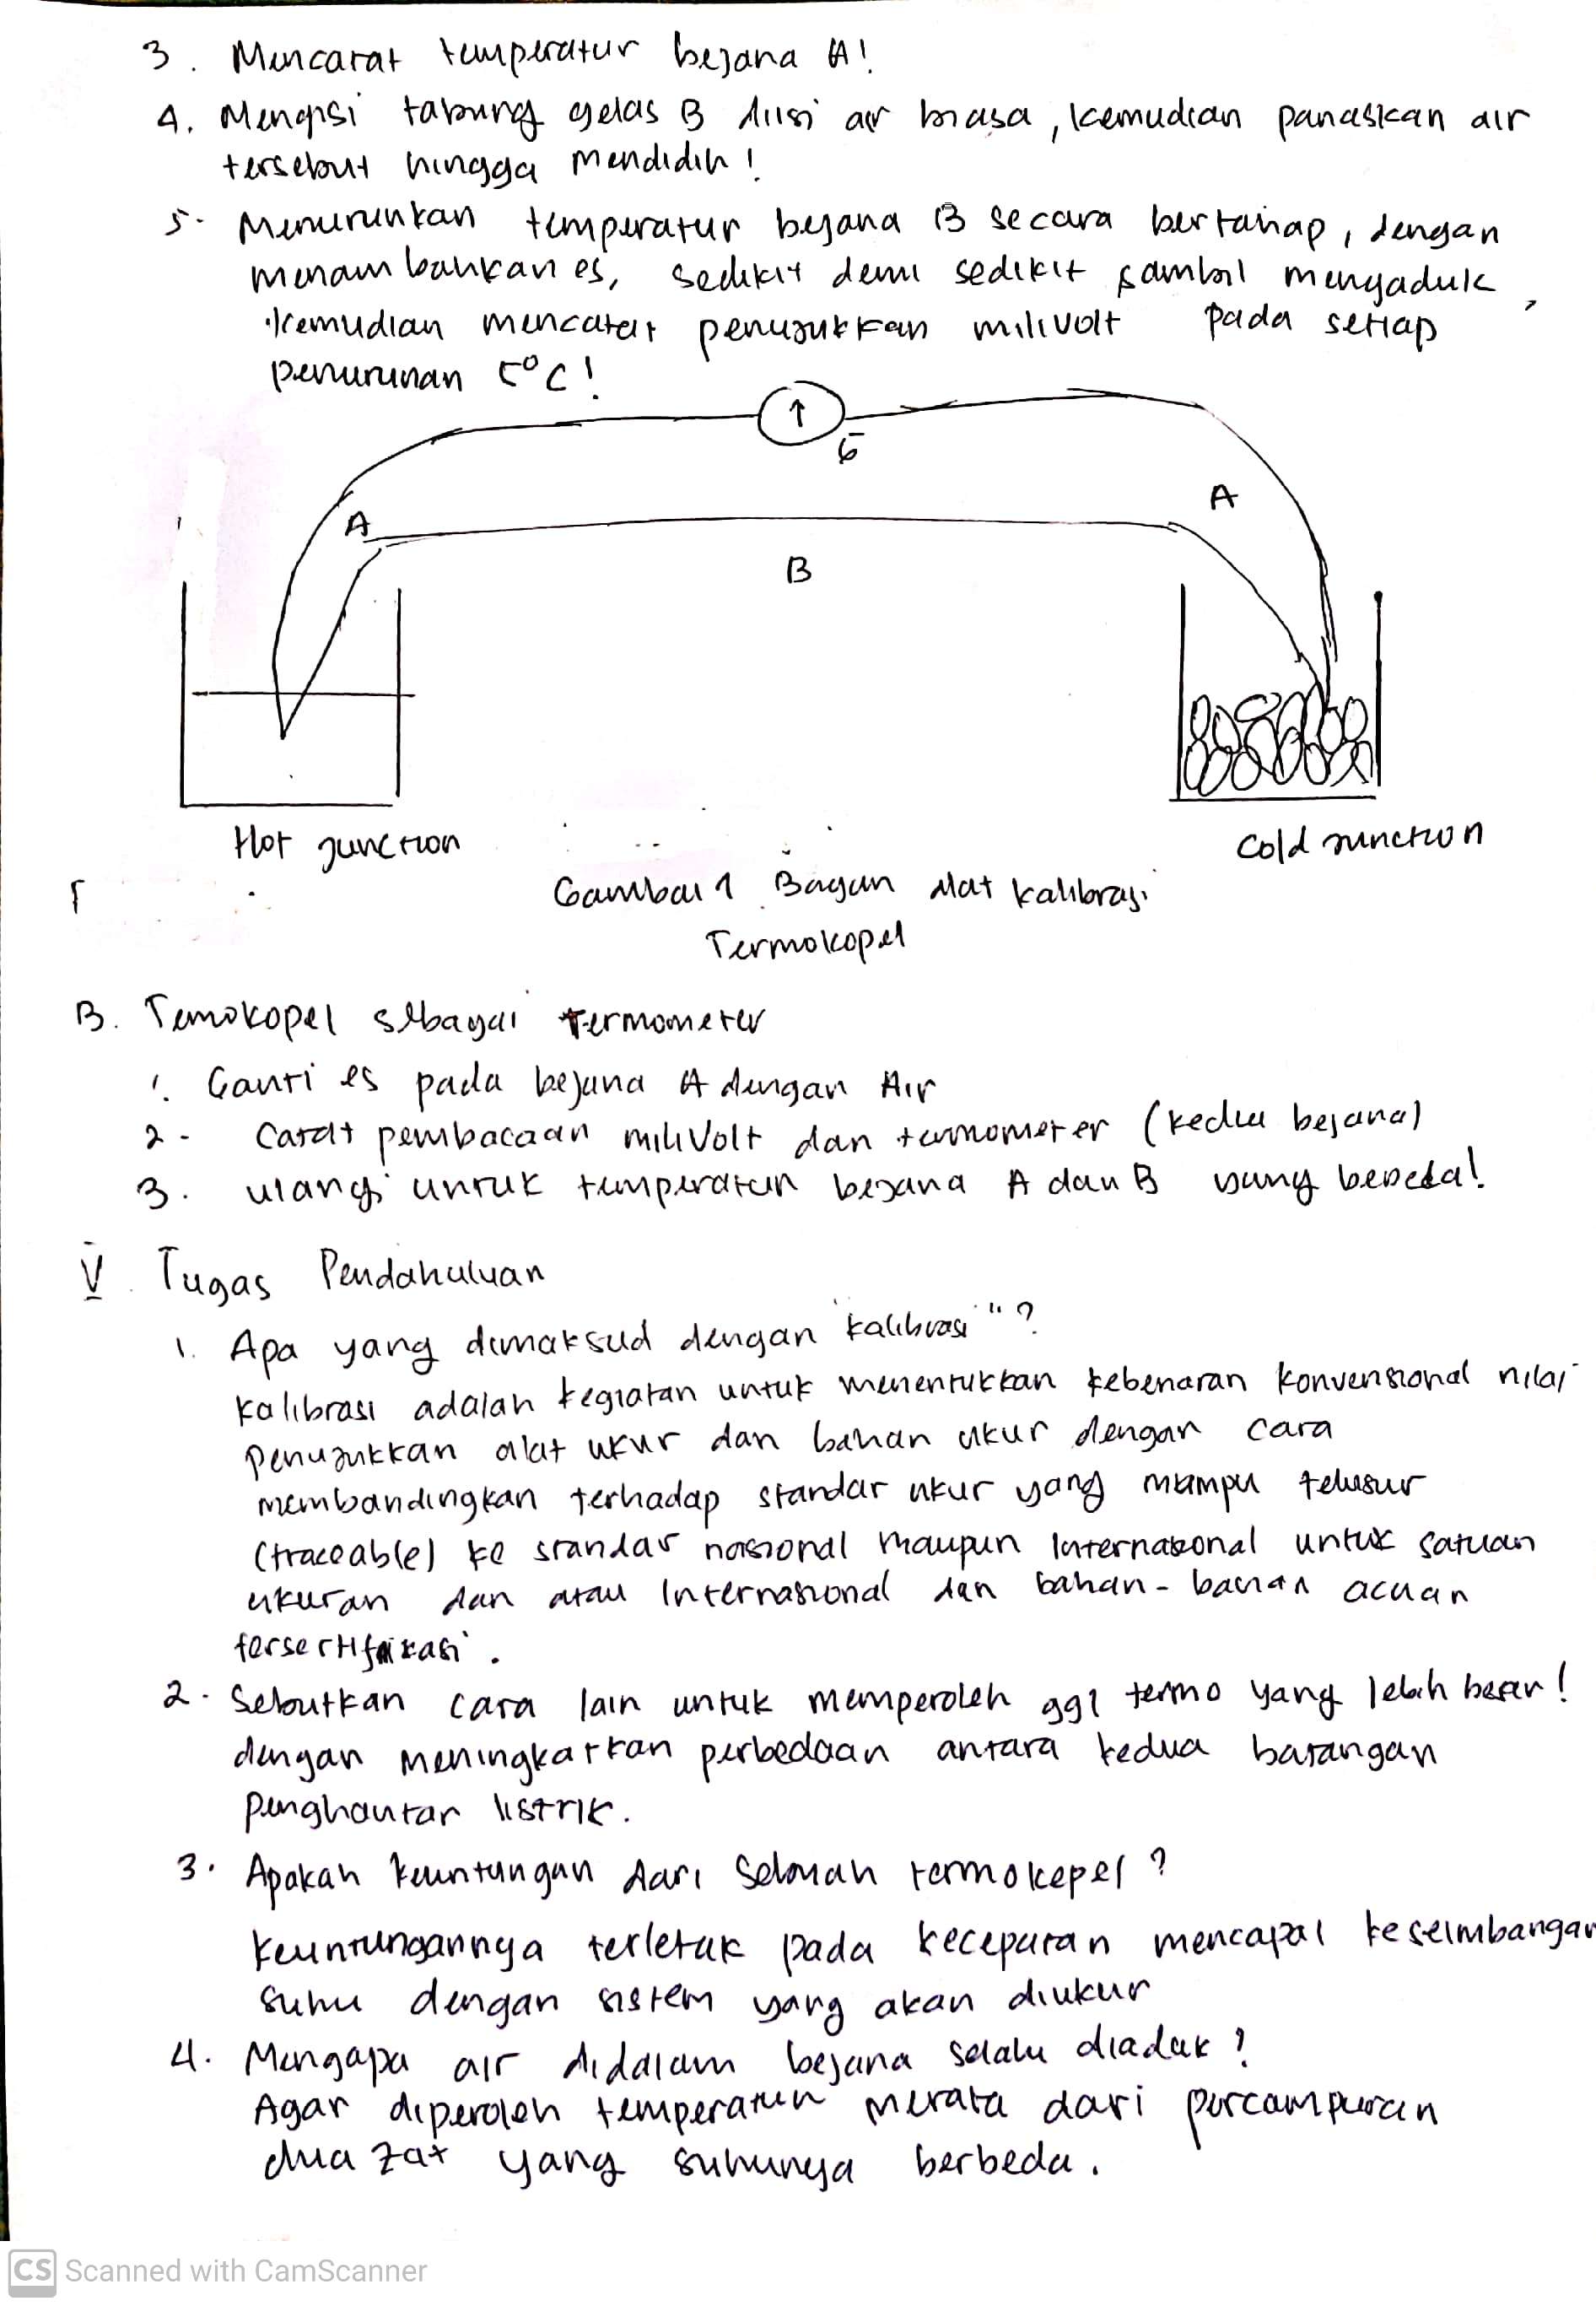 3. Mencatat temperatur bejana A!
4. Mengisi tabung gelas B diisi air biasa, kemudian panaskan air
tersebut hingga mendidih!
5. Menurunkan temperatur bejana B secara bertahap, dengan
menambahkan es, sedikit demi sedikit sambil mengaduk,
kemudian mencatat penunjukkan milivolt pada setiap
penurunan 5°C!
↑
G
A
A
B
Hot junction
Cold junction
Gambar 1 Bagan Alat kalibrasi
Termokopel
B. Temokopel sebagai Termometer
1. Ganti es pada bejana A dengan Air
2. Catat pembacaan miliVolt dan termometer (kedua bejana)
3. ulangi untuk temperatur bejana A dan B yang bebeda!
V. Tugas Pendahuluan
1. Apa yang dimaksud dengan "kalibrasi"?
kalibrasi adalah kegiatan untuk menentukkan kebenaran konvensional nilai
penunjukkan alat ukur dan bahan ukur dengan cara
membandingkan terhadap standar ukur yang mampu telusur
(traceable) ke standar nasional maupun Internasional untuk satuan
ukuran dan atau Internasional dan bahan-bahan acuan
tersertifikasi.
2. Sebutkan cara lain untuk memperoleh ggl termo yang lebih besar!
dengan meningkatkan perbedaan antara kedua batangan
penghantar listrik.
3. Apakah keuntungan dari Sebuah termokopel?
keuntungannya terletak pada kecepatan mencapai keseimbangan
suhu dengan sistem yang akan diukur
4. Mengapa air didalam bejana selalu diaduk?
Agar diperoleh temperatur merata dari percampuran
dua zat yang suhunya berbeda.
CS Scanned with CamScanner